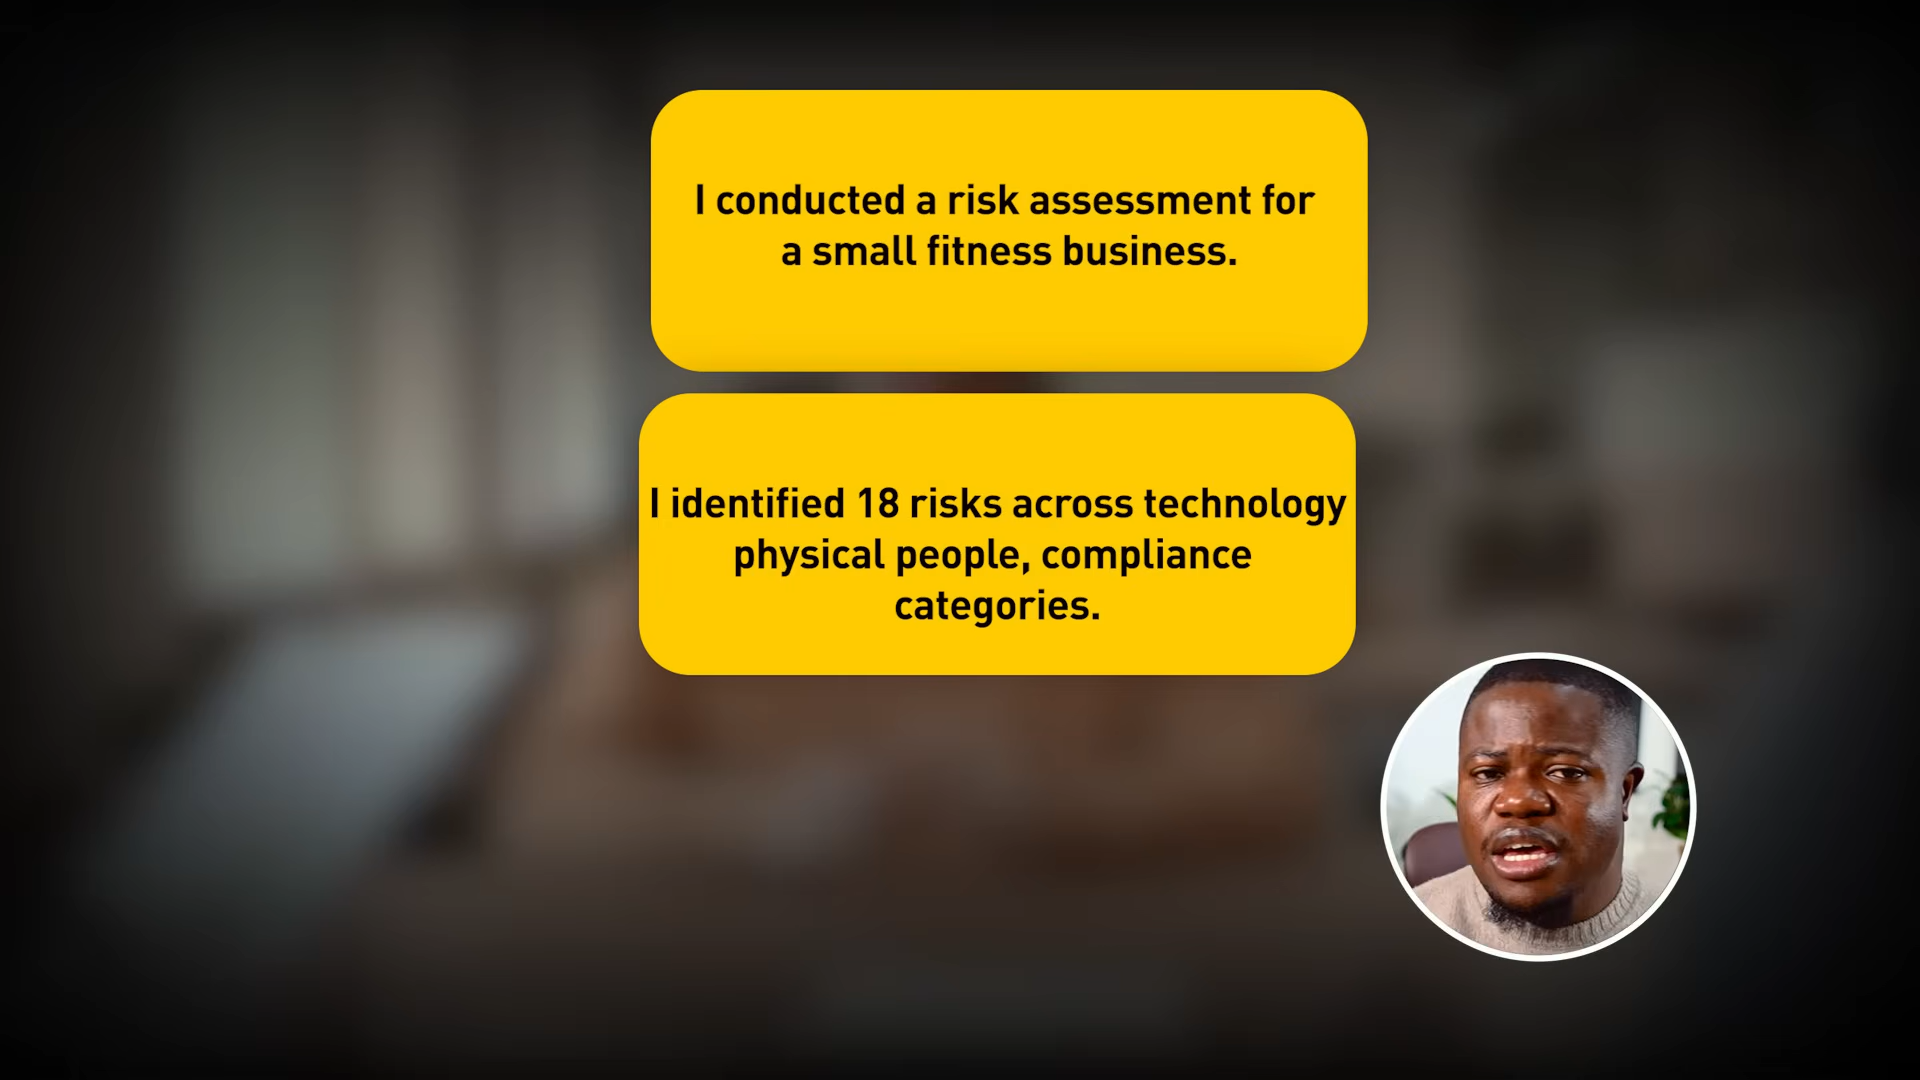 I conducted a risk assessment for
a small fitness business.
I identified 18 risks across technology
physical people, compliance
categories.